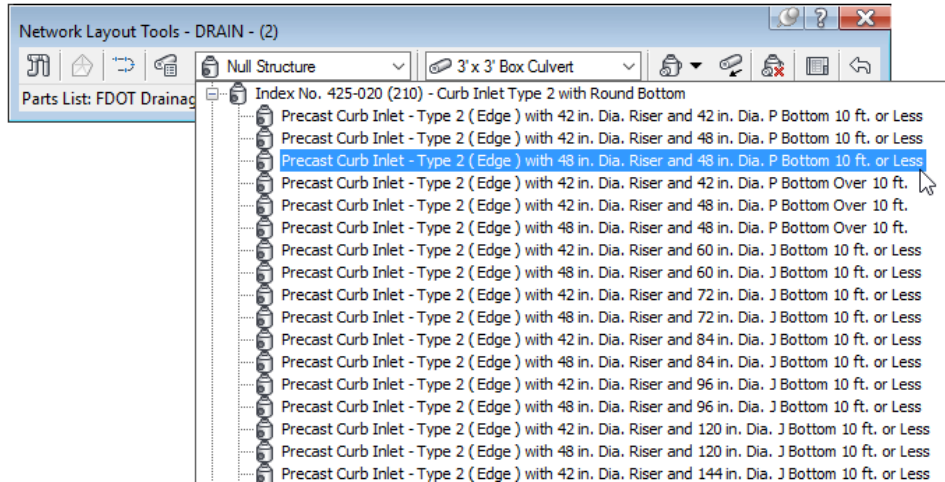 Network Layout Tools - DRAIN - (2)
Null Structure
3' x 3' Box Culvert
Parts List: FDOT Drainag
Index No. 425-020 (210) - Curb Inlet Type 2 with Round Bottom
Precast Curb Inlet - Type 2 ( Edge ) with 42 in. Dia. Riser and 42 in. Dia. P Bottom 10 ft. or Less
Precast Curb Inlet - Type 2 ( Edge ) with 42 in. Dia. Riser and 48 in. Dia. P Bottom 10 ft. or Less
Precast Curb Inlet - Type 2 ( Edge ) with 48 in. Dia. Riser and 48 in. Dia. P Bottom 10 ft. or Less
Precast Curb Inlet - Type 2 ( Edge ) with 42 in. Dia. Riser and 42 in. Dia. P Bottom Over 10 ft.
Precast Curb Inlet - Type 2 ( Edge ) with 42 in. Dia. Riser and 48 in. Dia. P Bottom Over 10 ft.
Precast Curb Inlet - Type 2 ( Edge ) with 48 in. Dia. Riser and 48 in. Dia. P Bottom Over 10 ft.
Precast Curb Inlet - Type 2 ( Edge ) with 42 in. Dia. Riser and 60 in. Dia. J Bottom 10 ft. or Less
Precast Curb Inlet - Type 2 ( Edge ) with 48 in. Dia. Riser and 60 in. Dia. J Bottom 10 ft. or Less
Precast Curb Inlet - Type 2 ( Edge ) with 42 in. Dia. Riser and 72 in. Dia. J Bottom 10 ft. or Less
Precast Curb Inlet - Type 2 ( Edge ) with 48 in. Dia. Riser and 72 in. Dia. J Bottom 10 ft. or Less
Precast Curb Inlet - Type 2 ( Edge ) with 42 in. Dia. Riser and 84 in. Dia. J Bottom 10 ft. or Less
Precast Curb Inlet - Type 2 ( Edge ) with 48 in. Dia. Riser and 84 in. Dia. J Bottom 10 ft. or Less
Precast Curb Inlet - Type 2 ( Edge ) with 42 in. Dia. Riser and 96 in. Dia. J Bottom 10 ft. or Less
Precast Curb Inlet - Type 2 ( Edge ) with 48 in. Dia. Riser and 96 in. Dia. J Bottom 10 ft. or Less
Precast Curb Inlet - Type 2 ( Edge ) with 42 in. Dia. Riser and 120 in. Dia. J Bottom 10 ft. or Less
Precast Curb Inlet - Type 2 ( Edge ) with 48 in. Dia. Riser and 120 in. Dia. J Bottom 10 ft. or Less
Precast Curb Inlet - Type 2 ( Edge ) with 42 in. Dia. Riser and 144 in. Dia. J Bottom 10 ft. or Less